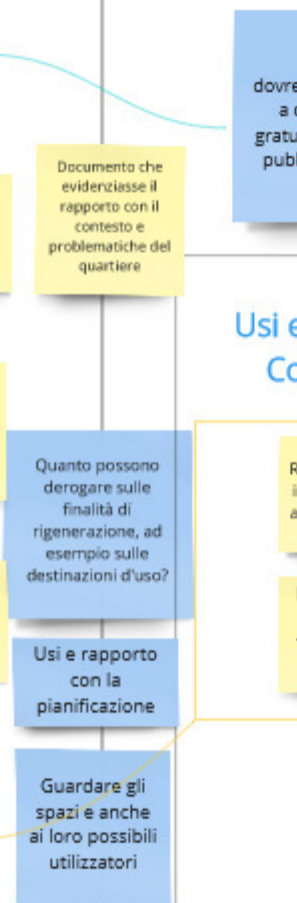 dovre
a
gratu
pubb
Documento che
evidenziasse il
rapporto con il
contesto e
problematiche del
quartiere
Usi e
Co
Quanto possono
derogare sulle
finalità di
rigenerazione, ad
esempio sulle
destinazioni d'uso?
R
i
a
Usi e rapporto
con la
pianificazione
Guardare gli
spazi e anche
ai loro possibili
utilizzatori